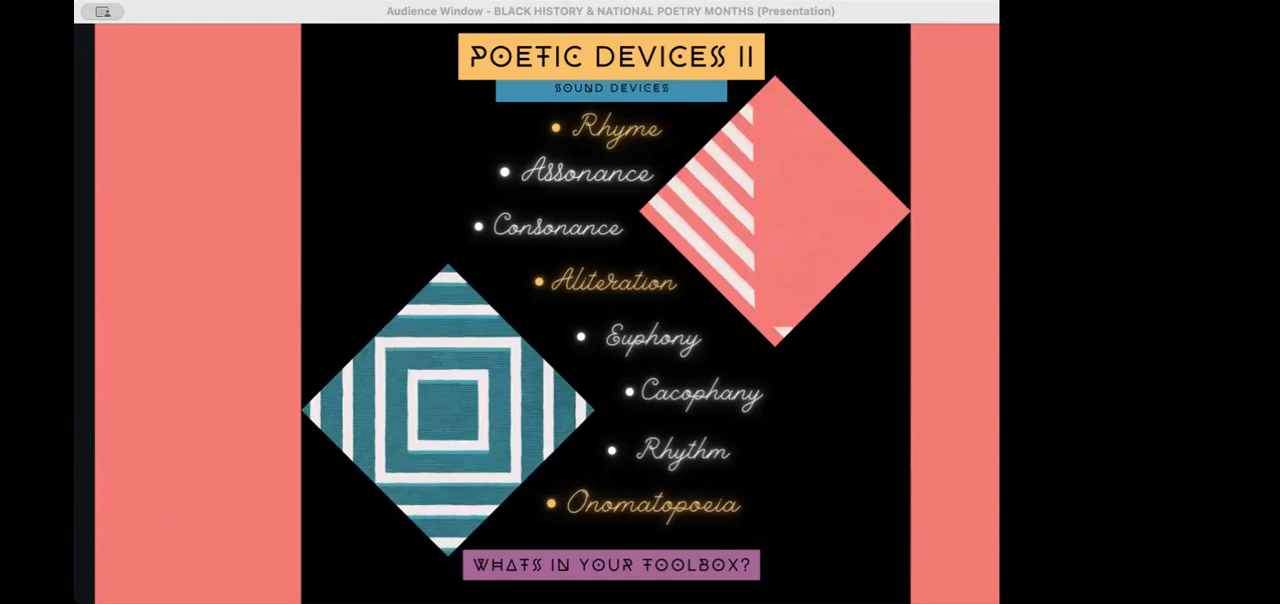 Audience Window - BLACK HISTORY & NATIONAL POETRY MONTHS (Presentation)
POETIC DEVICES II
SOUND DEVICES
• Rhyme
• Assonance
• Consonance
• Aliteration
• Euphony
• Cacophany
• Rhythm
• Onomatopoeia
WHATS IN YOUR TOOLBOX?